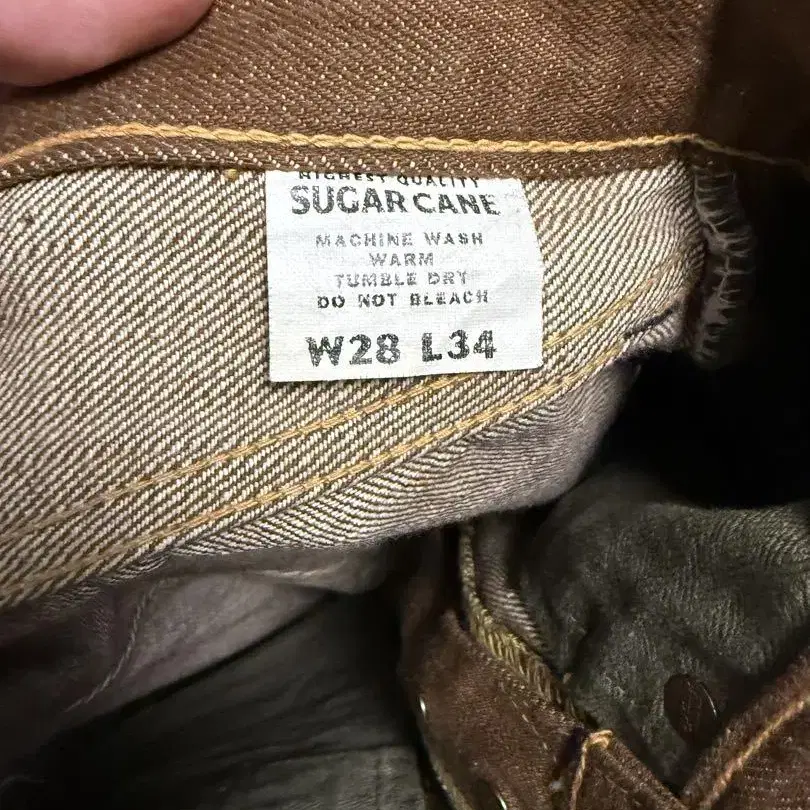 HIGHEST QUALITY
SUGAR CANE
MACHINE WASH
WARM
TUMBLE DRY
DO NOT BLEACH
W28 L34